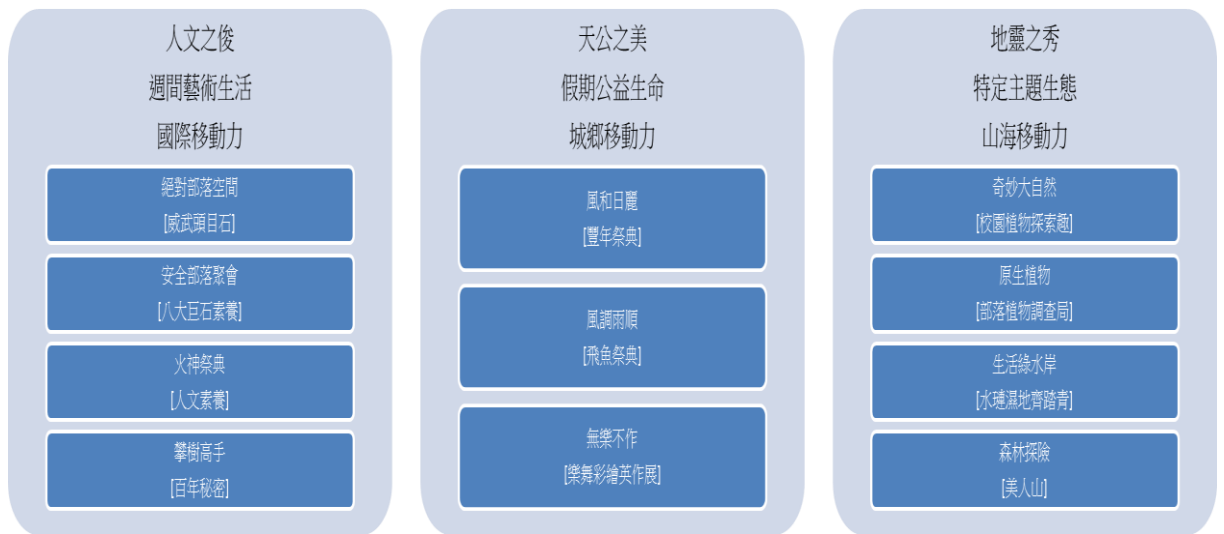 人文之俊
週間藝術生活
國際移動力
絕對部落空間
[威武頭目石]
安全部落聚會
[八大巨石素養]
火神祭典
[人文素養]
攀樹高手
[百年秘密]
天公之美
假期公益生命
城鄉移動力
風和日麗
[豐年祭典]
風調雨順
[飛魚祭典]
無樂不作
[樂舞彩繪英作展]
地靈之秀
特定主題生態
山海移動力
奇妙大自然
[校園植物探索趣]
原生植物
[部落植物調查局]
生活綠水岸
[水璉濕地齊踏青]
森林探險
[美人山]